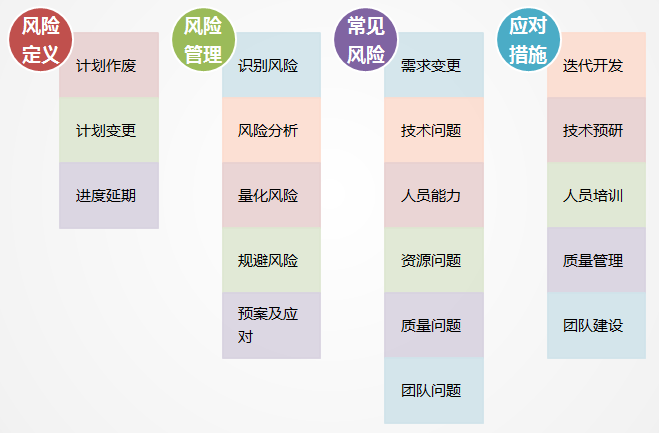 风险
定义
计划作废
计划变更
进度延期
风险
管理
识别风险
风险分析
量化风险
规避风险
预案及应
对
常见
风险
需求变更
技术问题
人员能力
资源问题
质量问题
团队问题
应对
措施
迭代开发
技术预研
人员培训
质量管理
团队建设